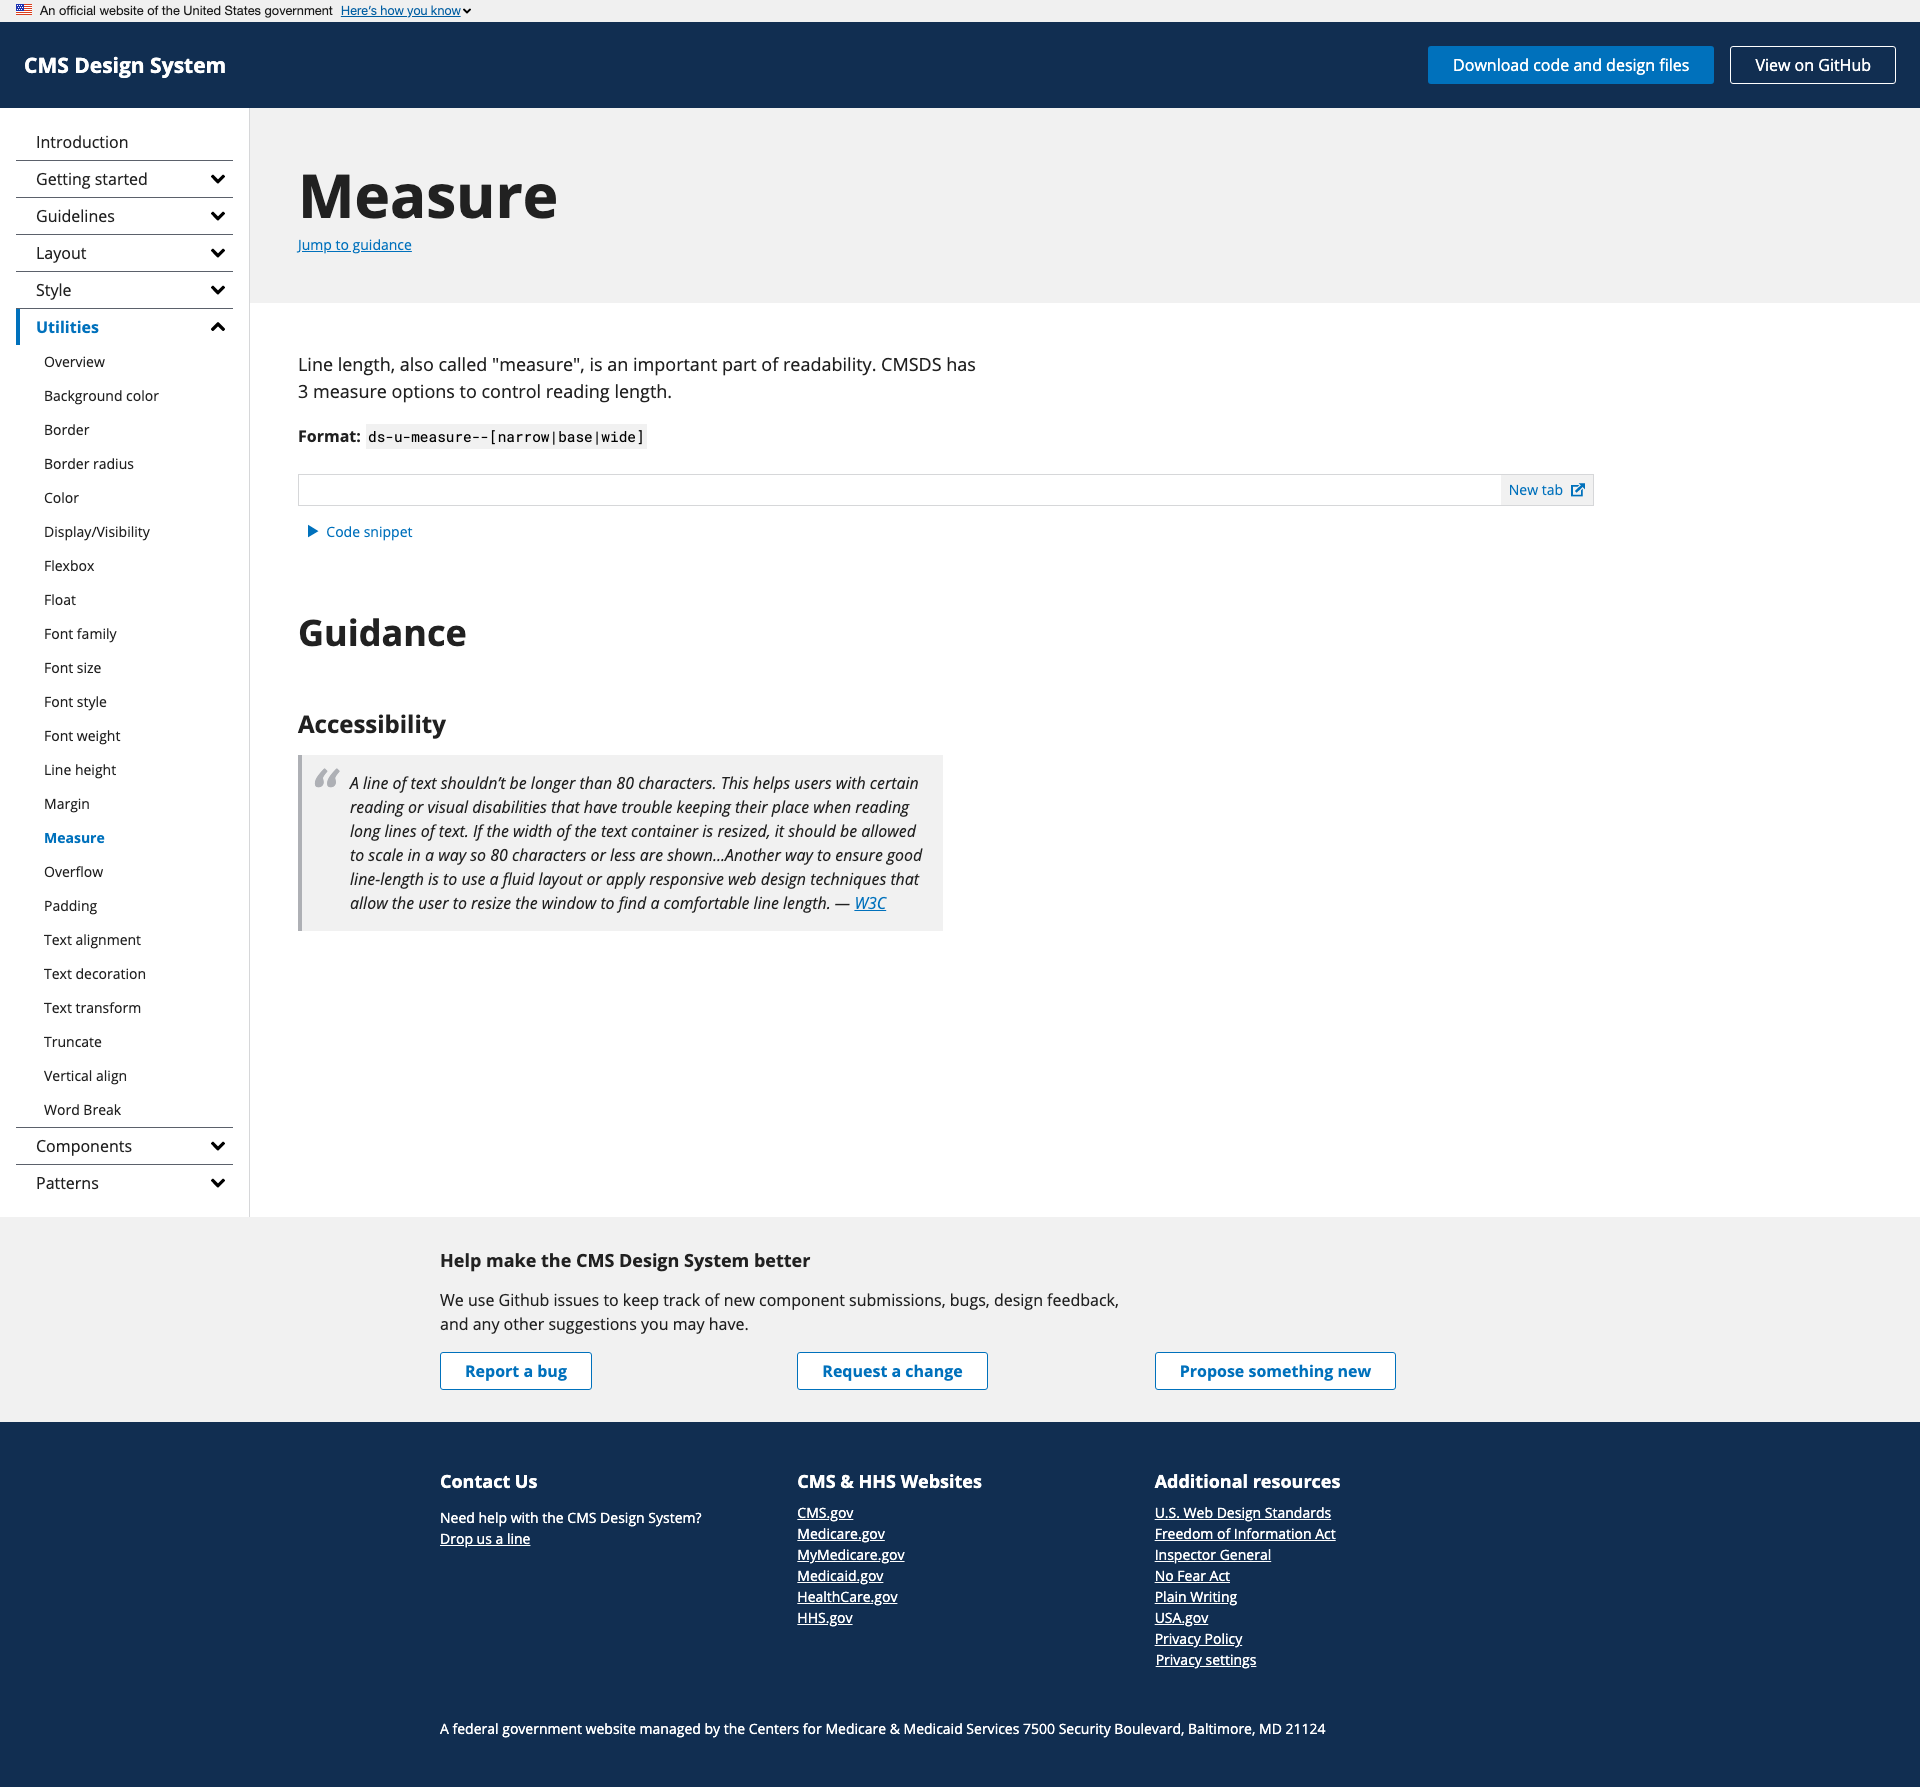 An official website of the United States government Here's how you know
CMS Design System
Download code and design files
View on GitHub
Introduction
Getting started
Guidelines
Layout
Style
Utilities
Overview
Background color
Border
Border radius
Color
Display/Visibility
Flexbox
Float
Font family
Font size
Font style
Font weight
Line height
Margin
Measure
Overflow
Padding
Text alignment
Text decoration
Text transform
Truncate
Vertical align
Word Break
Components
Patterns
Measure
Jump to guidance
Line length, also called "measure", is an important part of readability. CMSDS has
3 measure options to control reading length.
Format: ds-u-measure--[narrow|base|wide]
New tab
Code snippet
Guidance
Accessibility
“ A line of text shouldn’t be longer than 80 characters. This helps users with certain
reading or visual disabilities that have trouble keeping their place when reading
long lines of text. If the width of the text container is resized, it should be allowed
to scale in a way so 80 characters or less are shown...Another way to ensure good
line-length is to use a fluid layout or apply responsive web design techniques that
allow the user to resize the window to find a comfortable line length. — W3C
Help make the CMS Design System better
We use Github issues to keep track of new component submissions, bugs, design feedback,
and any other suggestions you may have.
Report a bug
Request a change
Propose something new
Contact Us
Need help with the CMS Design System?
Drop us a line
CMS & HHS Websites
CMS.gov
Medicare.gov
MyMedicare.gov
Medicaid.gov
HealthCare.gov
HHS.gov
Additional resources
U.S. Web Design Standards
Freedom of Information Act
Inspector General
No Fear Act
Plain Writing
USA.gov
Privacy Policy
Privacy settings
A federal government website managed by the Centers for Medicare & Medicaid Services 7500 Security Boulevard, Baltimore, MD 21124